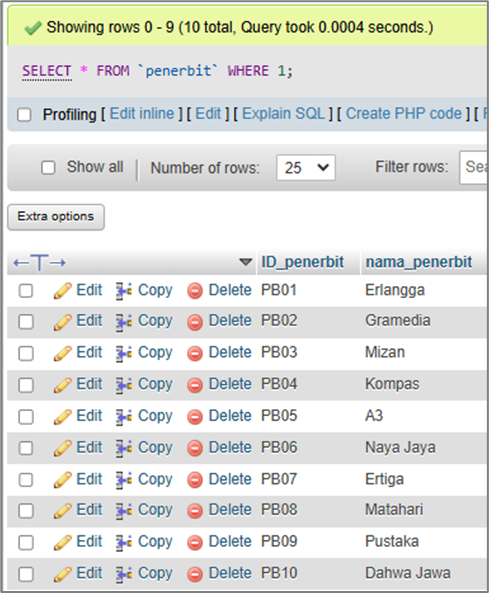 Showing rows 0 - 9 (10 total, Query took 0.0004 seconds.)
SELECT * FROM `penerbit` WHERE 1;
Profiling [ Edit inline ] [ Edit ] [ Explain SQL ] [ Create PHP code ] [
Show all Number of rows: 25 Filter rows: Sea
Extra options
←T→ ID_penerbit nama_penerbit
Edit Copy Delete PB01 Erlangga
Edit Copy Delete PB02 Gramedia
Edit Copy Delete PB03 Mizan
Edit Copy Delete PB04 Kompas
Edit Copy Delete PB05 A3
Edit Copy Delete PB06 Naya Jaya
Edit Copy Delete PB07 Ertiga
Edit Copy Delete PB08 Matahari
Edit Copy Delete PB09 Pustaka
Edit Copy Delete PB10 Dahwa Jawa